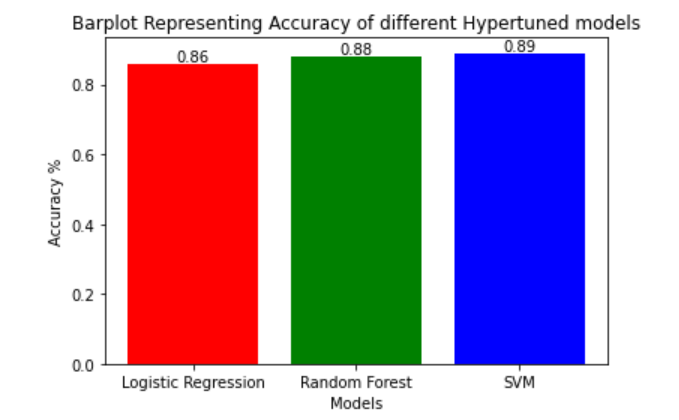 Barplot Representing Accuracy of different Hypertuned models
0.86
0.88
0.89
0.8
0.6
0.4
0.2
0.0
Accuracy %
Logistic Regression
Random Forest
SVM
Models